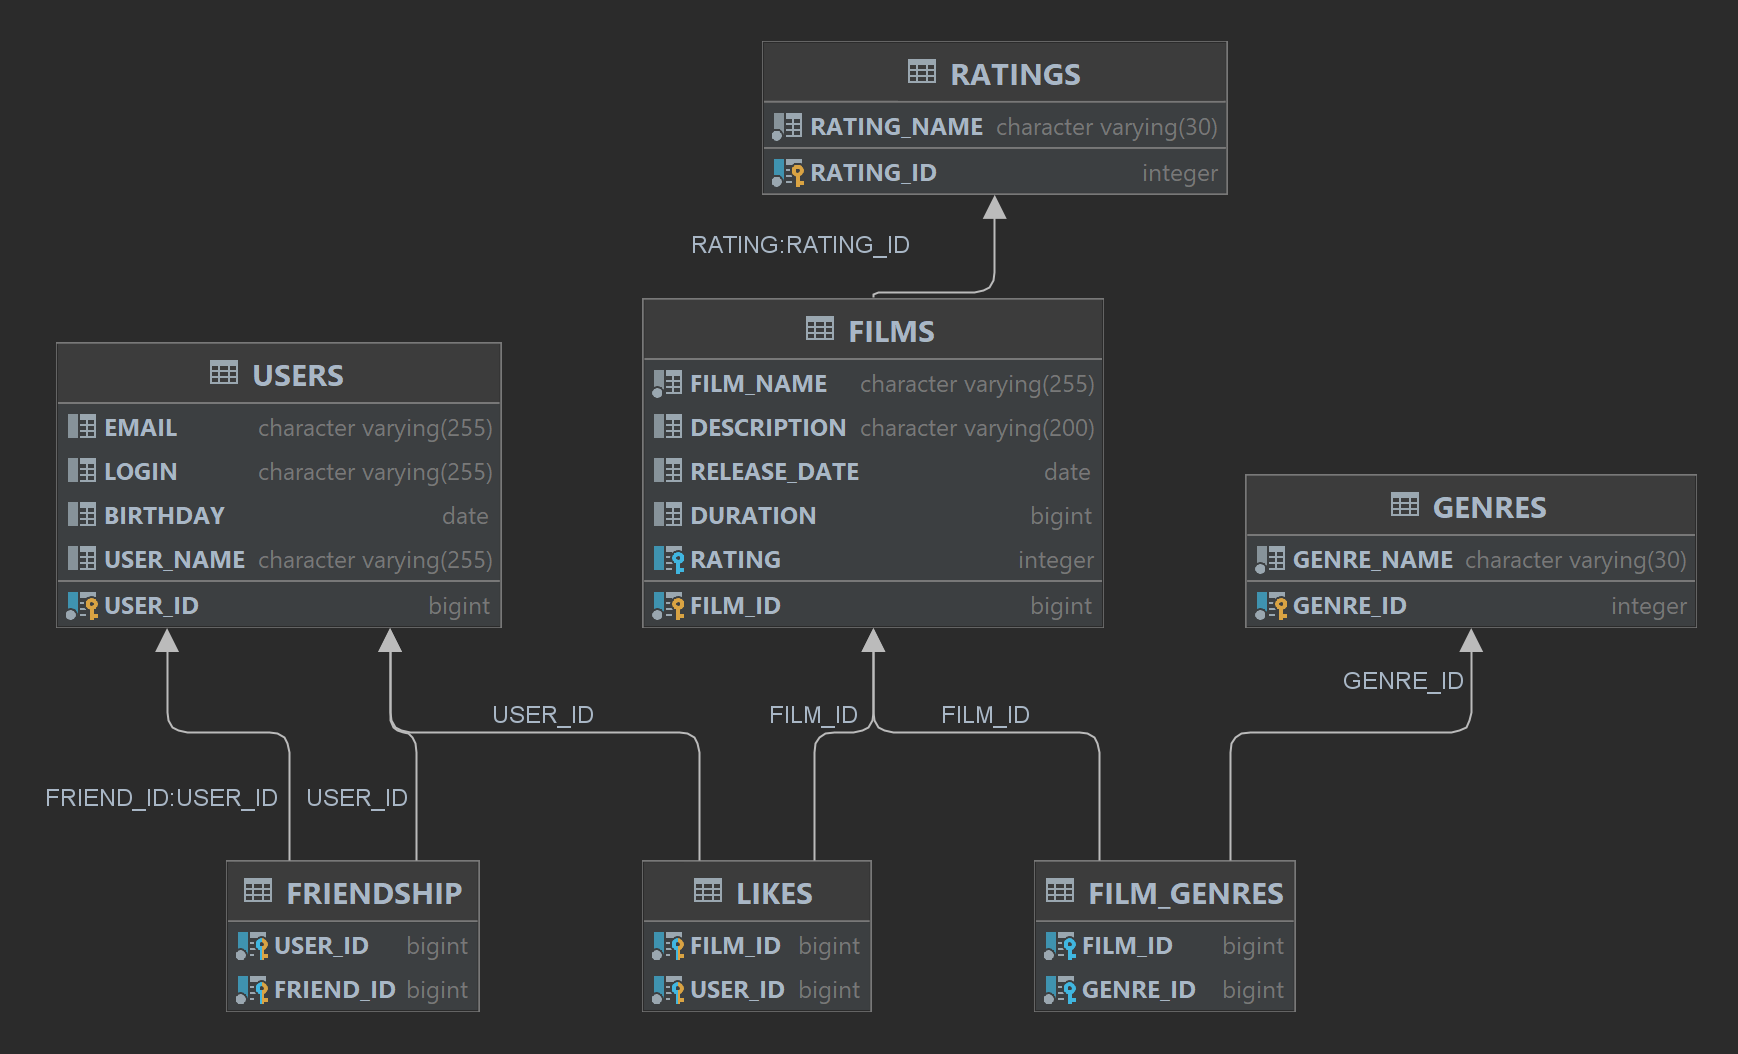 RATINGS
RATING_NAME character varying(30)
RATING_ID integer
RATING:RATING_ID
FILMS
FILM_NAME character varying(255)
DESCRIPTION character varying(200)
RELEASE_DATE date
DURATION bigint
RATING integer
FILM_ID bigint
USERS
EMAIL character varying(255)
LOGIN character varying(255)
BIRTHDAY date
USER_NAME character varying(255)
USER_ID bigint
GENRES
GENRE_NAME character varying(30)
GENRE_ID integer
GENRE_ID
USER_ID
FILM_ID
FILM_ID
FRIEND_ID:USER_ID
USER_ID
FRIENDSHIP
USER_ID bigint
FRIEND_ID bigint
LIKES
FILM_ID bigint
USER_ID bigint
FILM_GENRES
FILM_ID bigint
GENRE_ID bigint